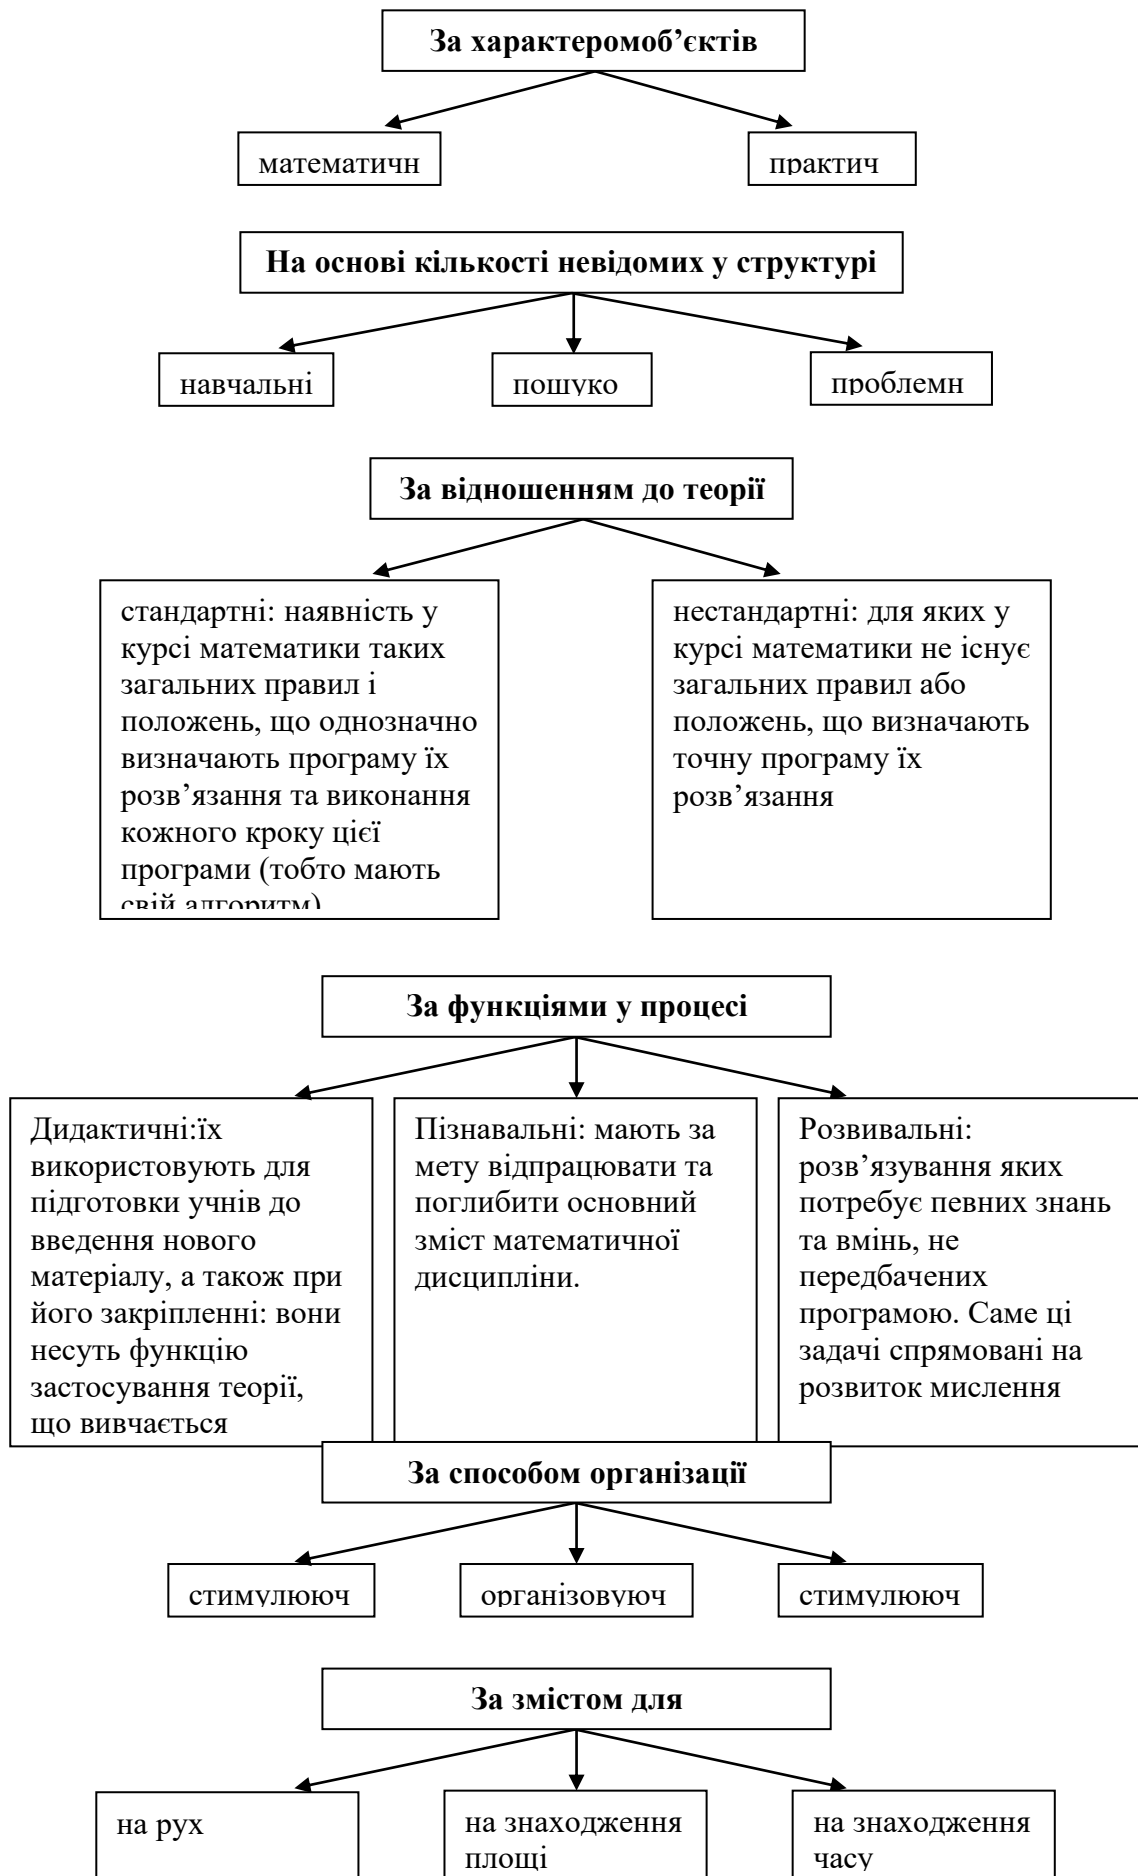 За характеромоб’єктів
математичн
практич
На основі кількості невідомих у структурі
навчальні
пошуко
проблемн
За відношенням до теорії
стандартні: наявність у
курсі математики таких
загальних правил і
положень, що однозначно
визначають програму їх
розв’язання та виконання
кожного кроку цієї
програми (тобто мають
свій алгоритм)
нестандартні: для яких у
курсі математики не існує
загальних правил або
положень, що визначають
точну програму їх
розв’язання
За функціями у процесі
Дидактичні:їх
використовують для
підготовки учнів до
введення нового
матеріалу, а також при
його закріпленні: вони
несуть функцію
застосування теорії,
що вивчається
Пізнавальні: мають за
мету відпрацювати та
поглибити основний
зміст математичної
дисципліни.
Розвивальні:
розв’язування яких
потребує певних знань
та вмінь, не
передбачених
програмою. Саме ці
задачі спрямовані на
розвиток мислення
За способом організації
стимулююч
організовуюч
стимулююч
За змістом для
на рух
на знаходження
площі
на знаходження
часу